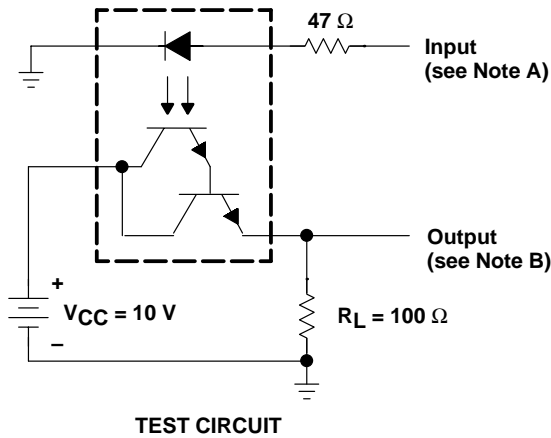 47 Ω
Input
(see Note A)
Output
(see Note B)
+
VCC = 10 V
–
RL = 100 Ω
TEST CIRCUIT